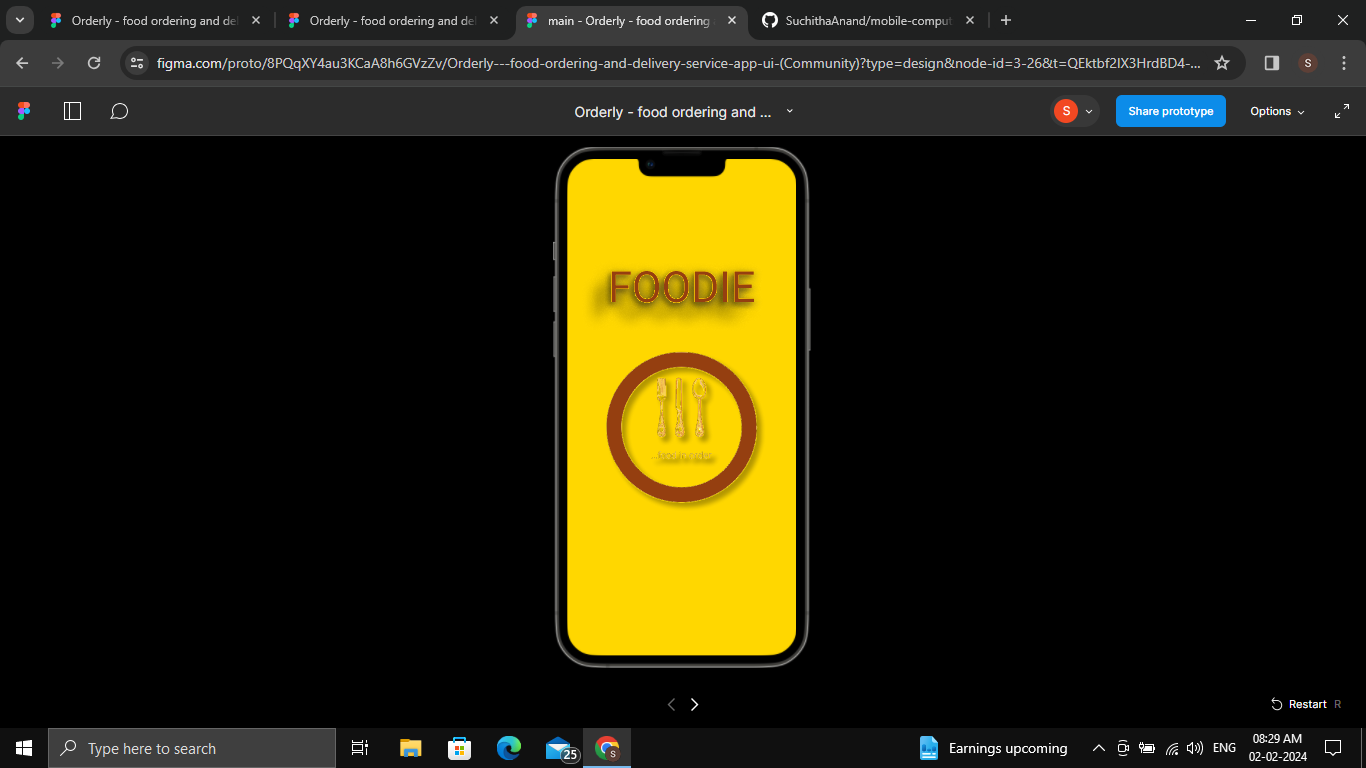 Orderly - food ordering and del
Orderly - food ordering and del
main - Orderly - food ordering
SuchithaAnand/mobile-comput
figma.com/proto/8PQqXY4au3KCaA8h6GVzZv/Orderly---food-ordering-and-delivery-service-app-ui-(Community)?type=design&node-id=3-26&t=QEktbf2IX3HrdBD4-...
S
Orderly - food ordering and ...
S
Share prototype
Options
FOODIE
Restart R
Type here to search
25
S
Earnings upcoming
ENG
08:29 AM
02-02-2024